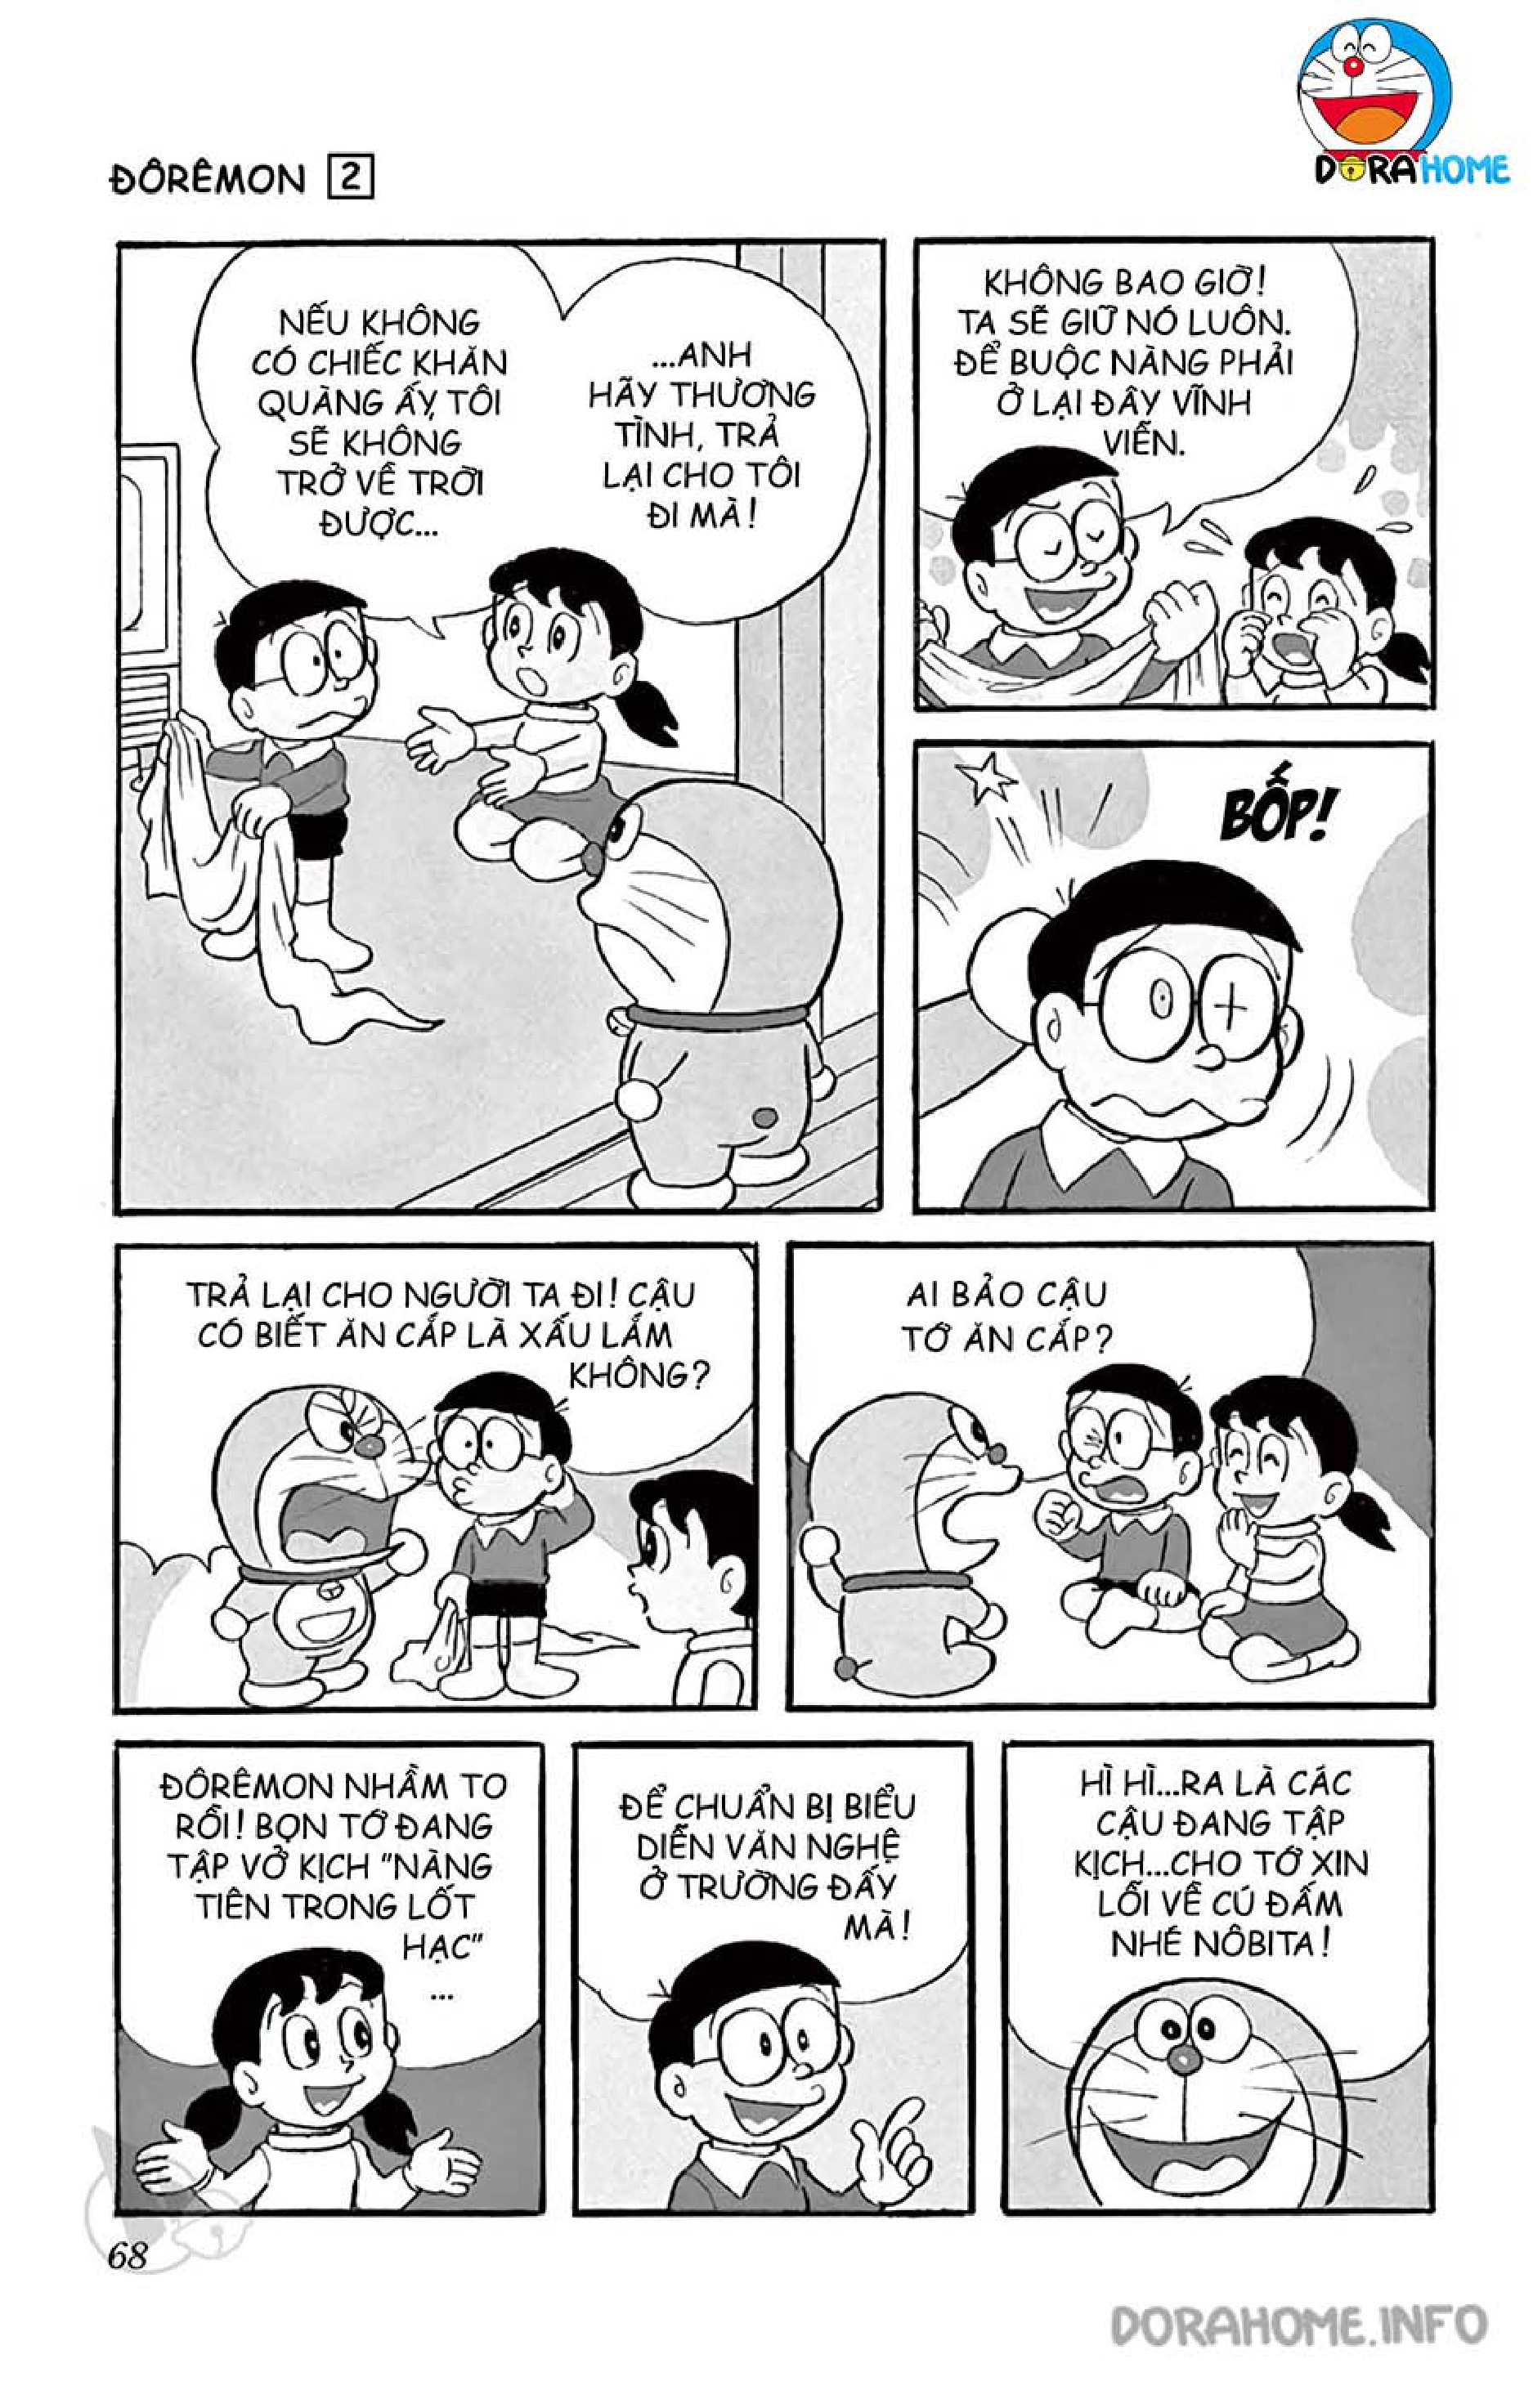 DORAHOME
ĐÔRÊMON 2
NẾU KHÔNG
CÓ CHIẾC KHĂN
QUÀNG ẤY, TÔI
SẼ KHÔNG
TRỞ VỀ TRỜI
ĐƯỢC...
...ANH
HÃY THƯƠNG
TÌNH, TRẢ
LẠI CHO TÔI
ĐI MÀ!
KHÔNG BAO GIỜ!
TA SẼ GIỮ NÓ LUÔN.
ĐỂ BUỘC NÀNG PHẢI
Ở LẠI ĐÂY VĨNH
VIỄN.
BỐP!
TRẢ LẠI CHO NGƯỜI TA ĐI! CẬU
CÓ BIẾT ĂN CẮP LÀ XẤU LẮM
KHÔNG?
AI BẢO CẬU
TỚ ĂN CẮP?
ĐÔRÊMON NHẦM TO
RỒI! BỌN TỚ ĐANG
TẬP VỞ KỊCH "NÀNG
TIÊN TRONG LỐT
HẠC"
...
ĐỂ CHUẨN BỊ BIỂU
DIỄN VĂN NGHỆ
Ở TRƯỜNG ĐẤY
MÀ!
HÌ HÌ...RA LÀ CÁC
CẬU ĐANG TẬP
KỊCH...CHO TỚ XIN
LỖI VỀ CÚ ĐẤM
NHÉ NÔBITA!
68
DORAHOME.INFO